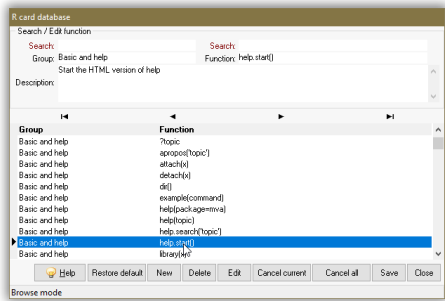 R card database
Search / Edit function
Search: Search:
Group: Basic and help Function: help.start()
Description: Start the HTML version of help
Group Function
Basic and help ?topic
Basic and help apropos('topic')
Basic and help attach(x)
Basic and help detach(x)
Basic and help dir()
Basic and help example(command)
Basic and help help(package=mva)
Basic and help help(topic)
Basic and help help.search('topic')
Basic and help help.start()
Basic and help
Help Restore default New Delete Edit Cancel current Cancel all Save Close
Browse mode